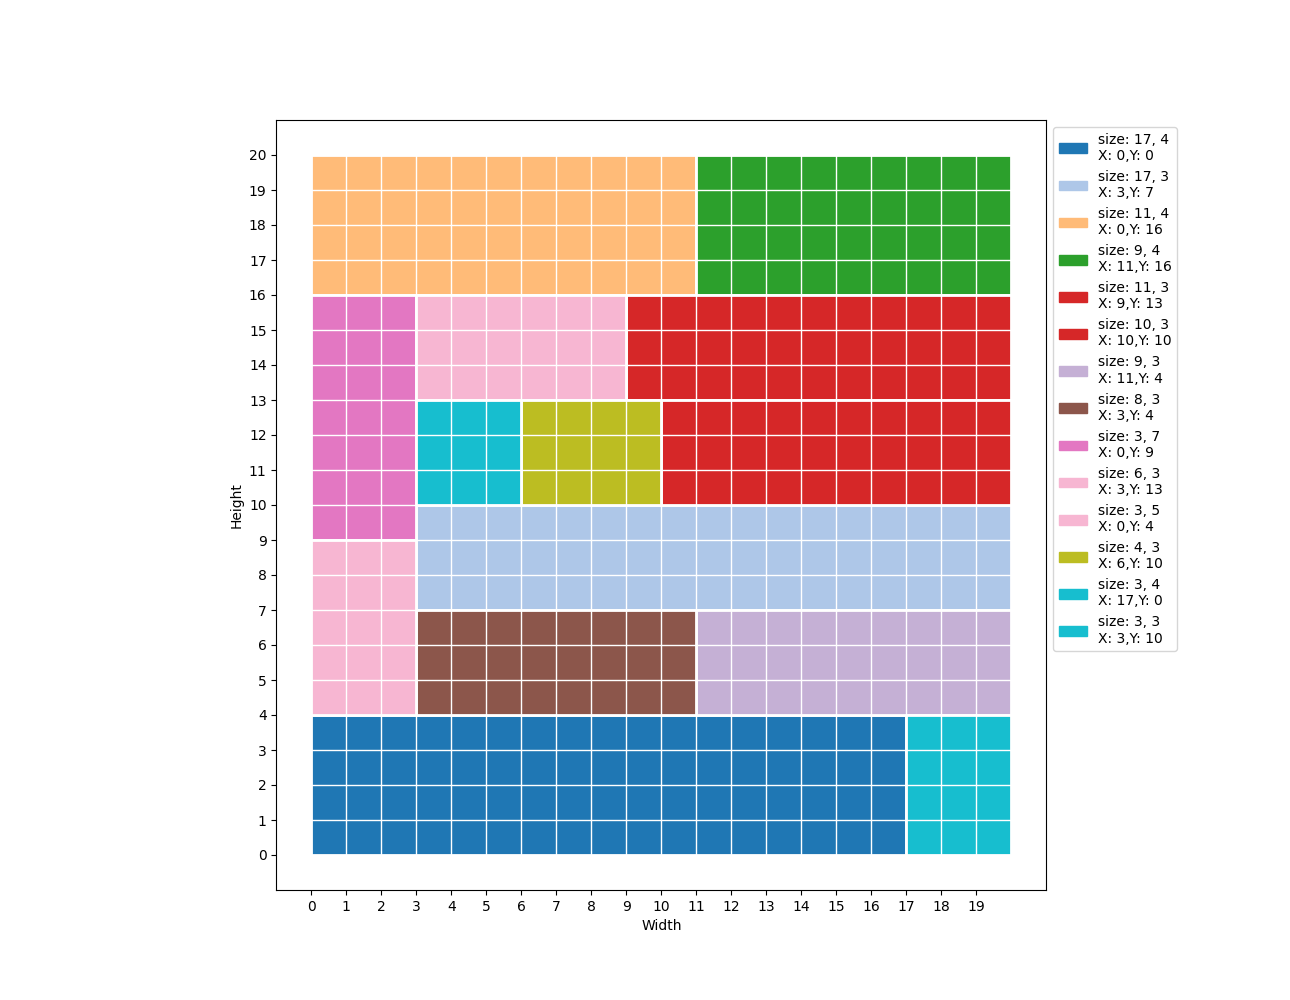 20
19
18
17
16
15
14
13
12
11
10
9
8
7
6
5
4
3
2
1
0
Height
0 1 2 3 4 5 6 7 8 9 10 11 12 13 14 15 16 17 18 19
Width
size: 17, 4
X: 0,Y: 0
size: 17, 3
X: 3,Y: 7
size: 11, 4
X: 0,Y: 16
size: 9, 4
X: 11,Y: 16
size: 11, 3
X: 9,Y: 13
size: 10, 3
X: 10,Y: 10
size: 9, 3
X: 11,Y: 4
size: 8, 3
X: 3,Y: 4
size: 3, 7
X: 0,Y: 9
size: 6, 3
X: 3,Y: 13
size: 3, 5
X: 0,Y: 4
size: 4, 3
X: 6,Y: 10
size: 3, 4
X: 17,Y: 0
size: 3, 3
X: 3,Y: 10